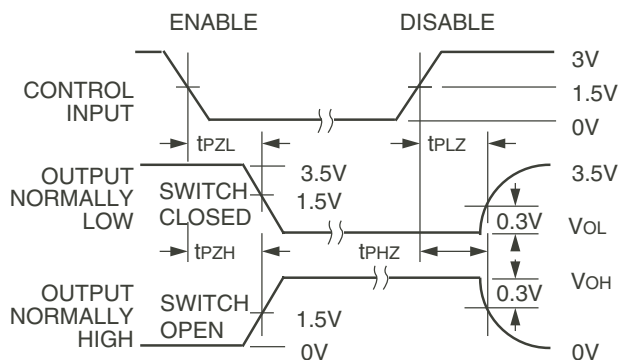 ENABLE
DISABLE
CONTROL
INPUT
3V
1.5V
0V
tPZL
tPLZ
OUTPUT
NORMALLY
LOW
SWITCH
CLOSED
3.5V
1.5V
3.5V
0.3V
VOL
tPZH
tPHZ
OUTPUT
NORMALLY
HIGH
SWITCH
OPEN
1.5V
0V
VOH
0.3V
0V